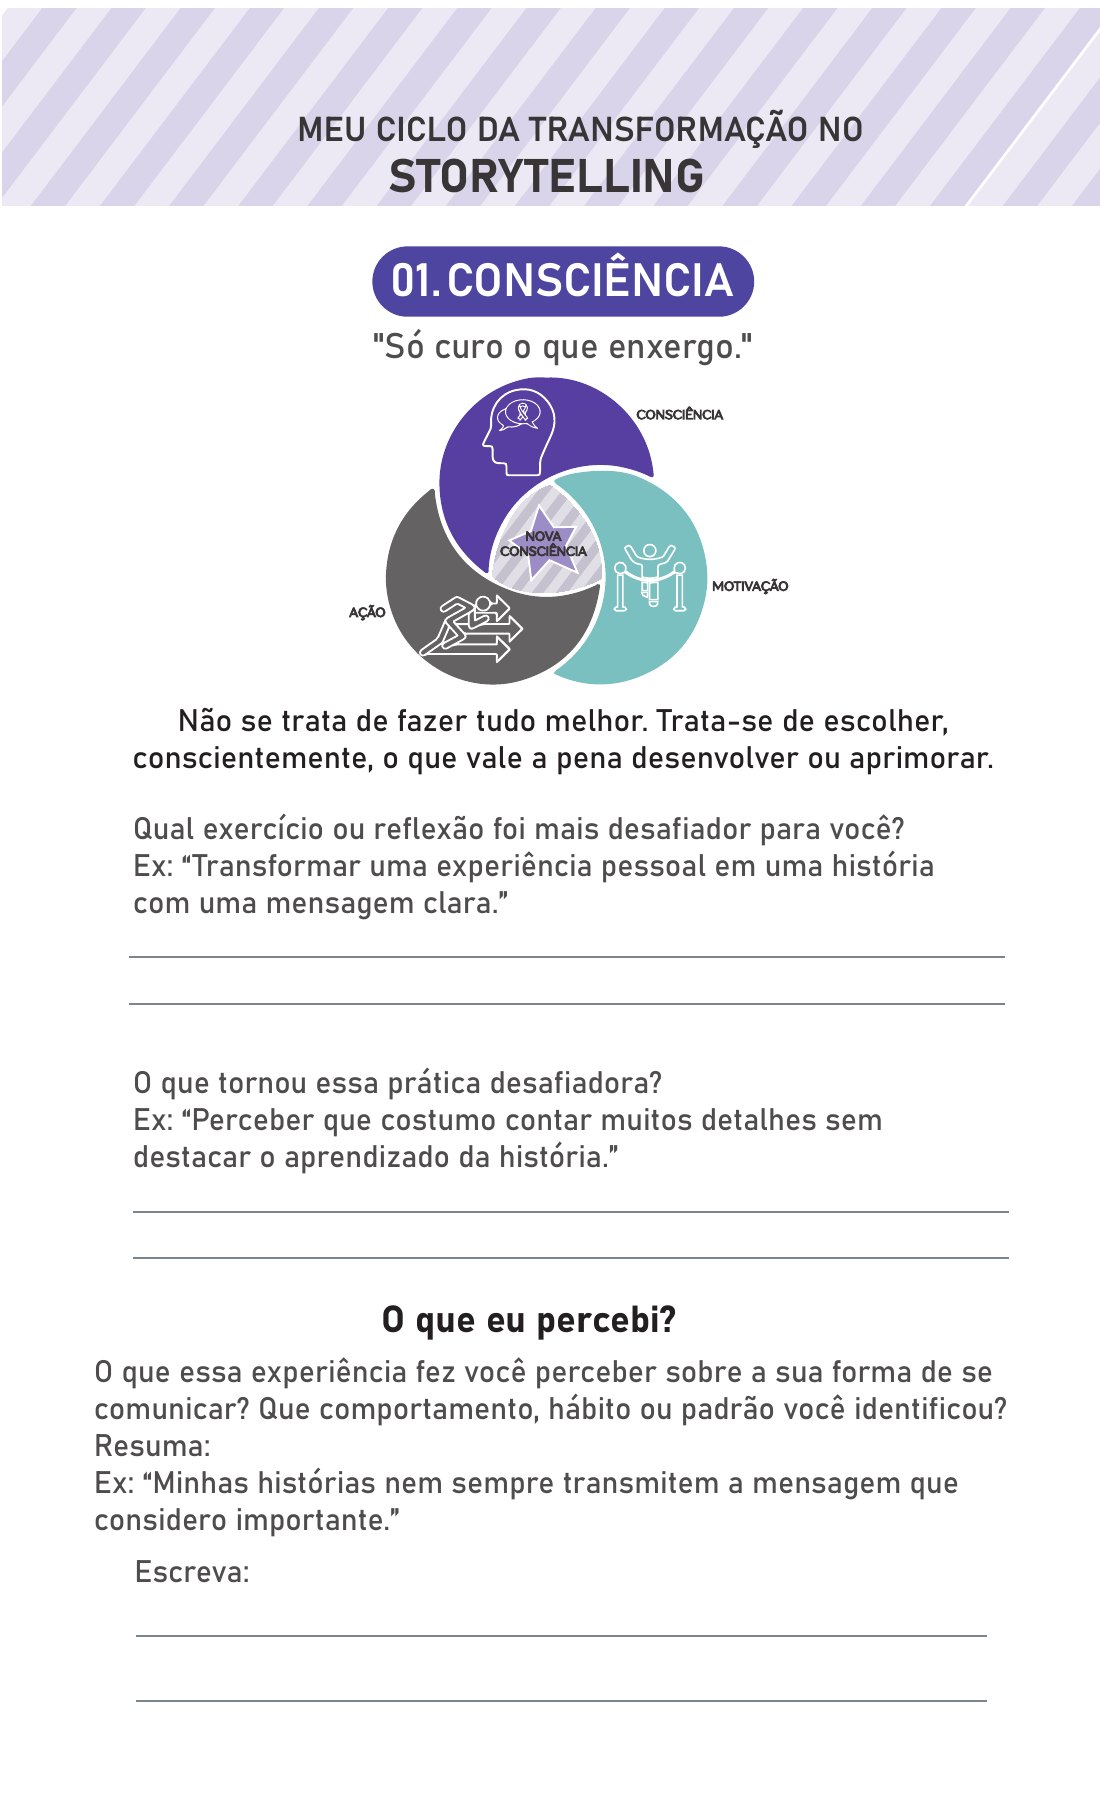 MEU CICLO DA TRANSFORMAÇÃO NO
STORYTELLING
01. CONSCIÊNCIA
"Só curo o que enxergo."
CONSCIÊNCIA
NOVA
CONSCIÊNCIA
MOTIVAÇÃO
AÇÃO
Não se trata de fazer tudo melhor. Trata-se de escolher,
conscientemente, o que vale a pena desenvolver ou aprimorar.
Qual exercício ou reflexão foi mais desafiador para você?
Ex: “Transformar uma experiência pessoal em uma história
com uma mensagem clara.”
O que tornou essa prática desafiadora?
Ex: “Perceber que costumo contar muitos detalhes sem
destacar o aprendizado da história.”
O que eu percebi?
O que essa experiência fez você perceber sobre a sua forma de se
comunicar? Que comportamento, hábito ou padrão você identificou?
Resuma:
Ex: “Minhas histórias nem sempre transmitem a mensagem que
considero importante.”
Escreva: